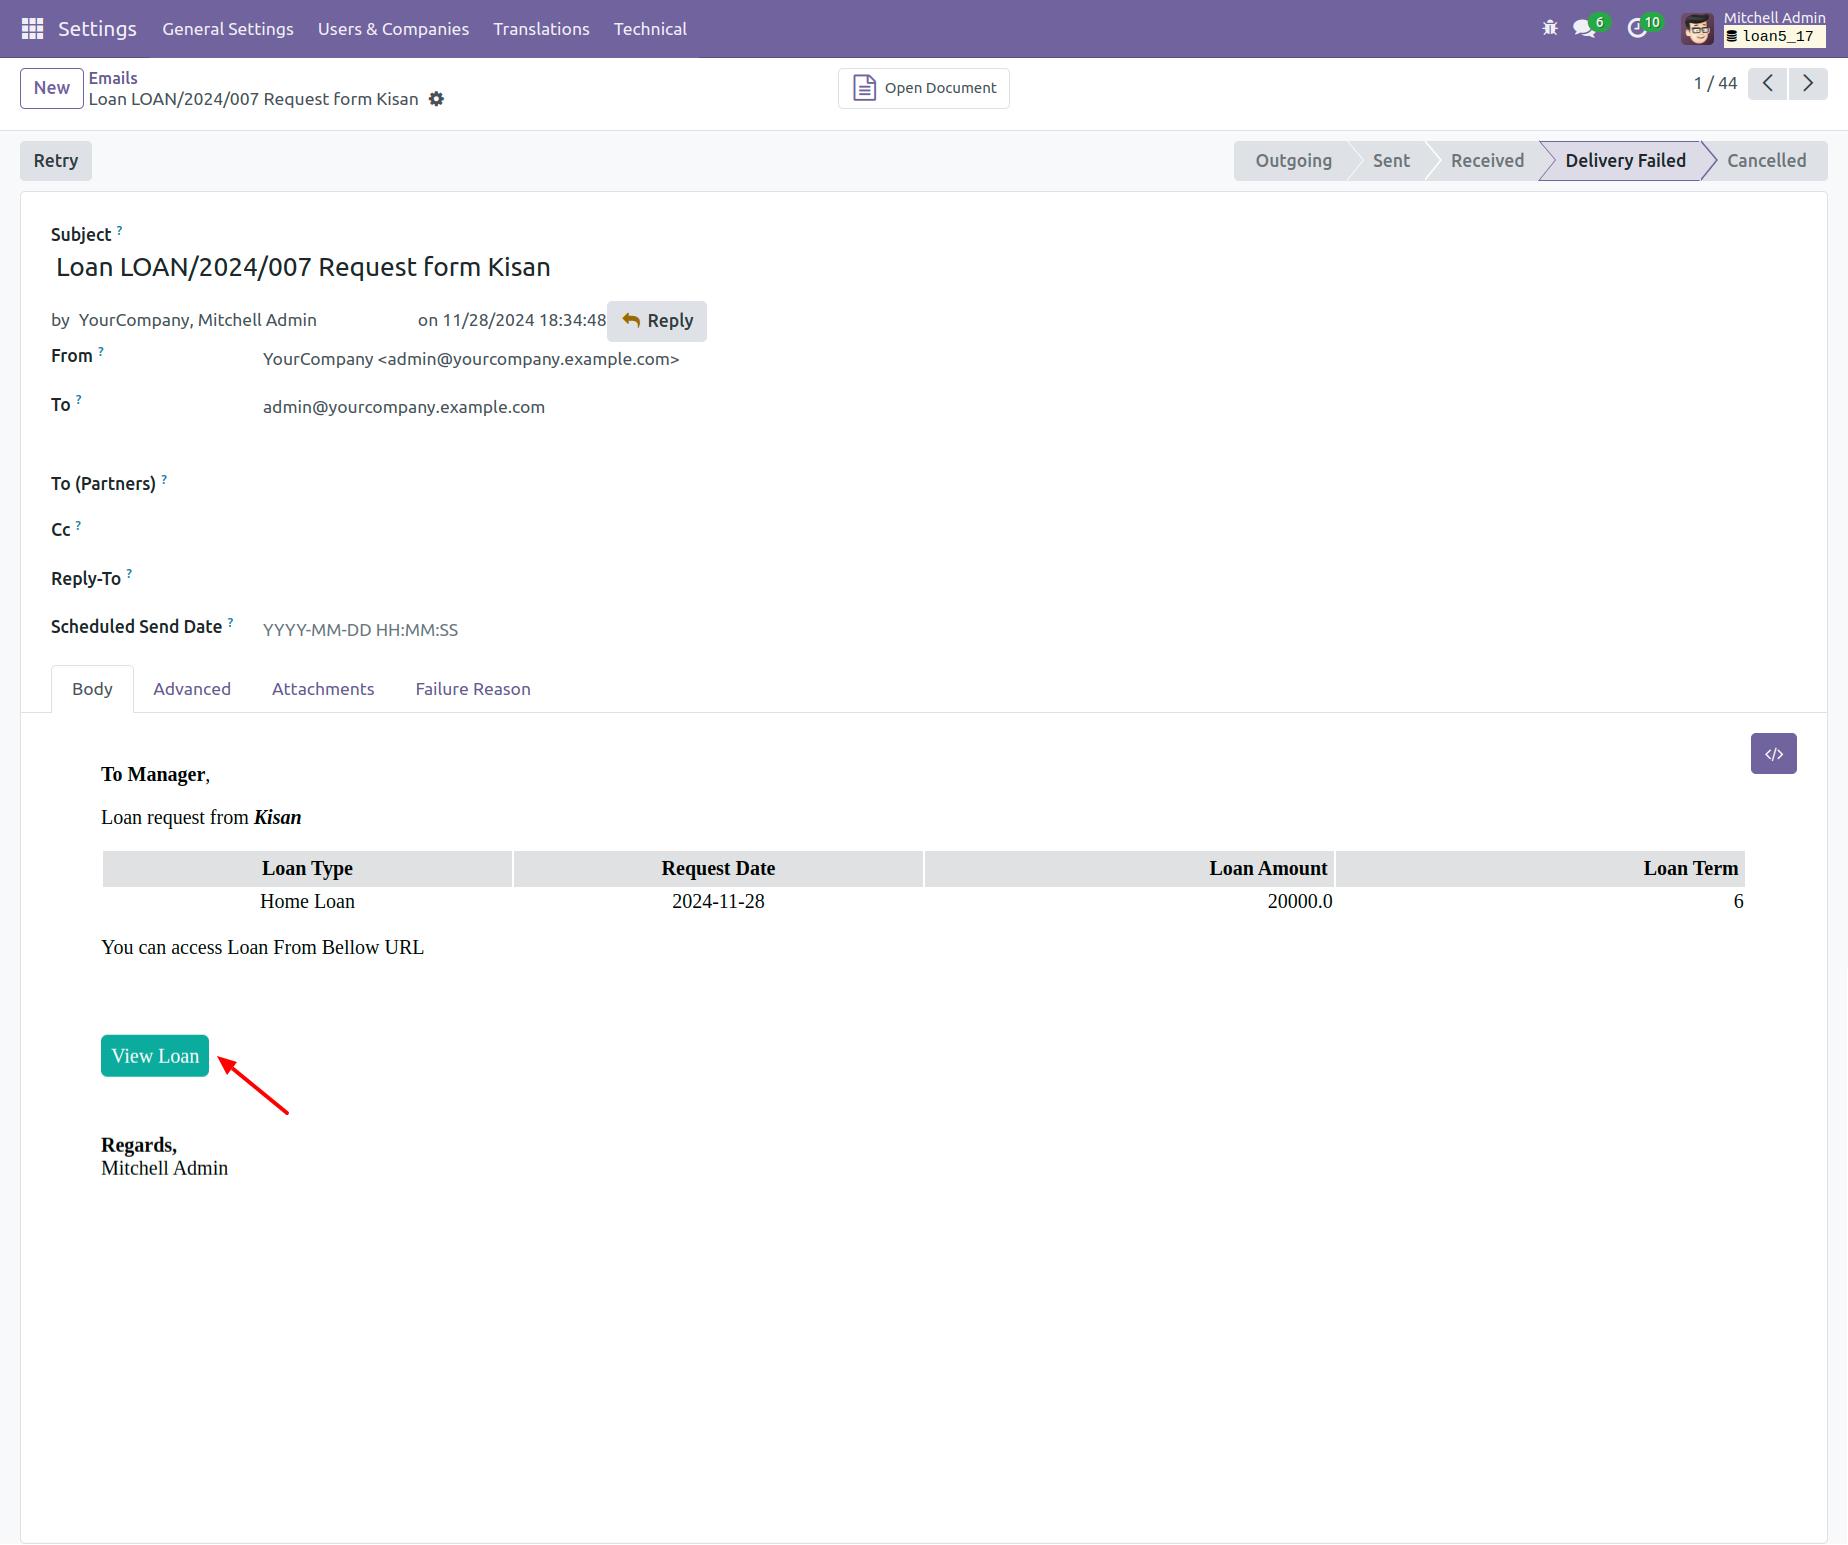 Settings General Settings Users & Companies Translations Technical 6 10 Mitchell Admin
loan5_17
New Emails
Loan LOAN/2024/007 Request form Kisan
Open Document
1 / 44
Retry
Outgoing Sent Received Delivery Failed Cancelled
Subject ?
Loan LOAN/2024/007 Request form Kisan
by YourCompany, Mitchell Admin on 11/28/2024 18:34:48 Reply
From ? YourCompany <admin@yourcompany.example.com>
To ? admin@yourcompany.example.com
To (Partners) ?
Cc ?
Reply-To ?
Scheduled Send Date ? YYYY-MM-DD HH:MM:SS
Body Advanced Attachments Failure Reason
</>
To Manager,
Loan request from Kisan
Loan Type Request Date Loan Amount Loan Term
Home Loan 2024-11-28 20000.0 6
You can access Loan From Bellow URL
View Loan
Regards,
Mitchell Admin